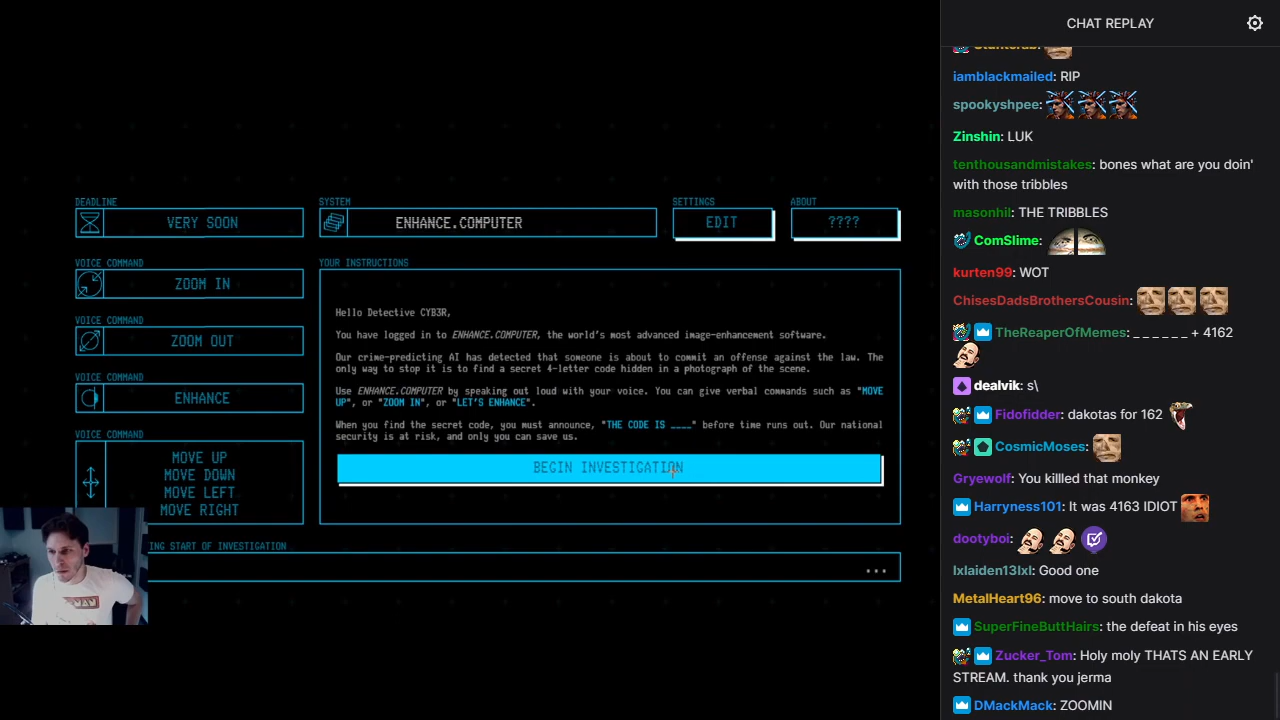 DEADLINE
VERY SOON
SYSTEM
ENHANCE.COMPUTER
SETTINGS
EDIT
ABOUT
????
VOICE COMMAND
ZOOM IN
VOICE COMMAND
ZOOM OUT
VOICE COMMAND
ENHANCE
VOICE COMMAND
MOVE UP
MOVE DOWN
MOVE LEFT
MOVE RIGHT
YOUR INSTRUCTIONS
Hello Detective CYB3R,
You have logged in to ENHANCE.COMPUTER, the world's most advanced image-enhancement software.
Our crime-predicting AI has detected that someone is about to commit an offense against the law. The
only way to stop it is to find a secret 4-letter code hidden in a photograph of the scene.
Use ENHANCE.COMPUTER by speaking out loud with your voice. You can give verbal commands such as "MOVE
UP", or "ZOOM IN", or "LET'S ENHANCE".
When you find the secret code, you must announce, "THE CODE IS ____" before time runs out. Our national
security is at risk, and only you can save us.
BEGIN INVESTIGATION
ING START OF INVESTIGATION
...
CHAT REPLAY
iamblackmailed: RIP
spookyshpee:
Zinshin: LUK
tenthousandmistakes: bones what are you doin'
with those tribbles
masonhil: THE TRIBBLES
ComSlime:
kurten99: WOT
ChisesDadsBrothersCousin:
TheReaperOfMemes: _ _ _ _ _ _ + 4162
dealvik: s\
Fidofidder: dakotas for 162
CosmicMoses:
Gryewolf: You killled that monkey
Harryness101: It was 4163 IDIOT
dootyboi:
lxlaiden13lxl: Good one
MetalHeart96: move to south dakota
SuperFineButtHairs: the defeat in his eyes
Zucker_Tom: Holy moly THATS AN EARLY
STREAM. thank you jerma
DMackMack: ZOOMIN